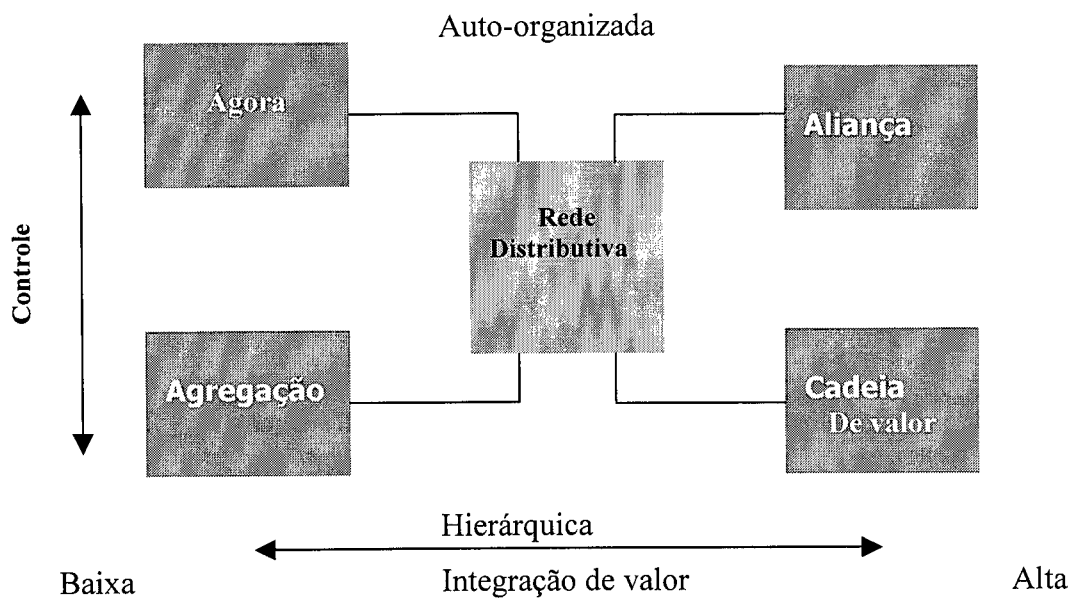 Auto-organizada
Ágora
Aliança
Rede
Distributiva
Controle
Agregação
Cadeia
De valor
Hierárquica
Baixa
Integração de valor
Alta